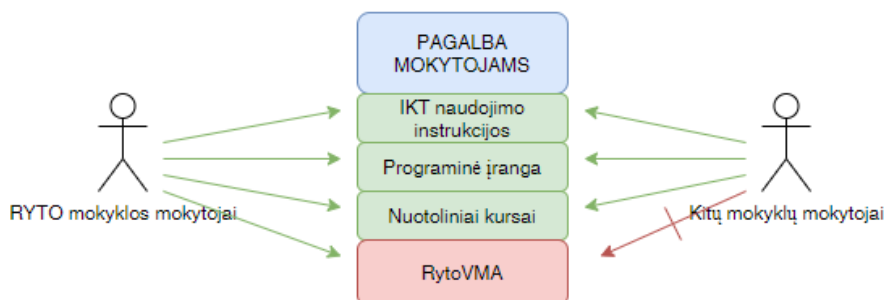 PAGALBA
MOKYTOJAMS
IKT naudojimo
instrukcijos
Programinė įranga
Nuotoliniai kursai
RytoVMA
RYTO mokyklos mokytojai
Kitų mokyklų mokytojai